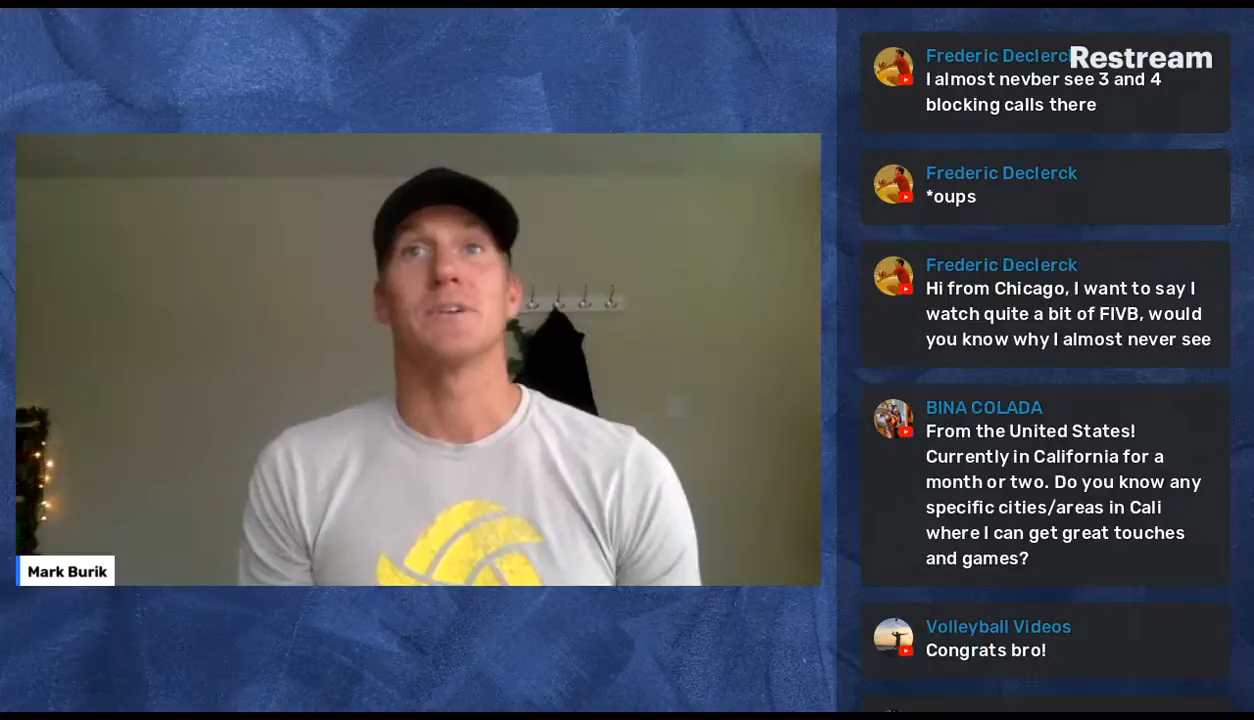 Frederic Declerck
Restream
I almost nevber see 3 and 4
blocking calls there
Frederic Declerck
*oups
Frederic Declerck
Hi from Chicago, I want to say I
watch quite a bit of FIVB, would
you know why I almost never see
BINA COLADA
From the United States!
Currently in California for a
month or two. Do you know any
specific cities/areas in Cali
where I can get great touches
and games?
Volleyball Videos
Congrats bro!
Mark Burik